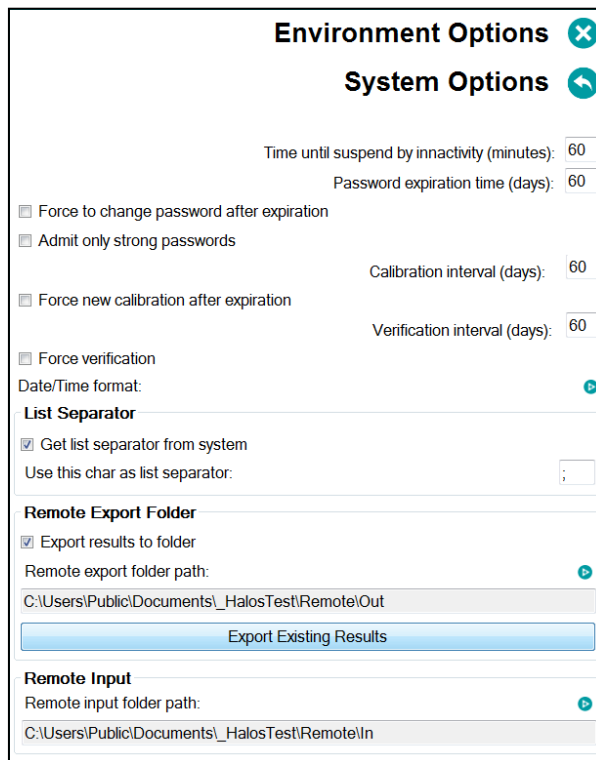 Environment Options
System Options
Time until suspend by innactivity (minutes): 60
Password expiration time (days): 60
Force to change password after expiration
Admit only strong passwords
Calibration interval (days): 60
Force new calibration after expiration
Verification interval (days): 60
Force verification
Date/Time format:
List Separator
Get list separator from system
Use this char as list separator: ;
Remote Export Folder
Export results to folder
Remote export folder path:
C:\Users\Public\Documents\_HalosTest\Remote\Out
Export Existing Results
Remote Input
Remote input folder path:
C:\Users\Public\Documents\_HalosTest\Remote\In